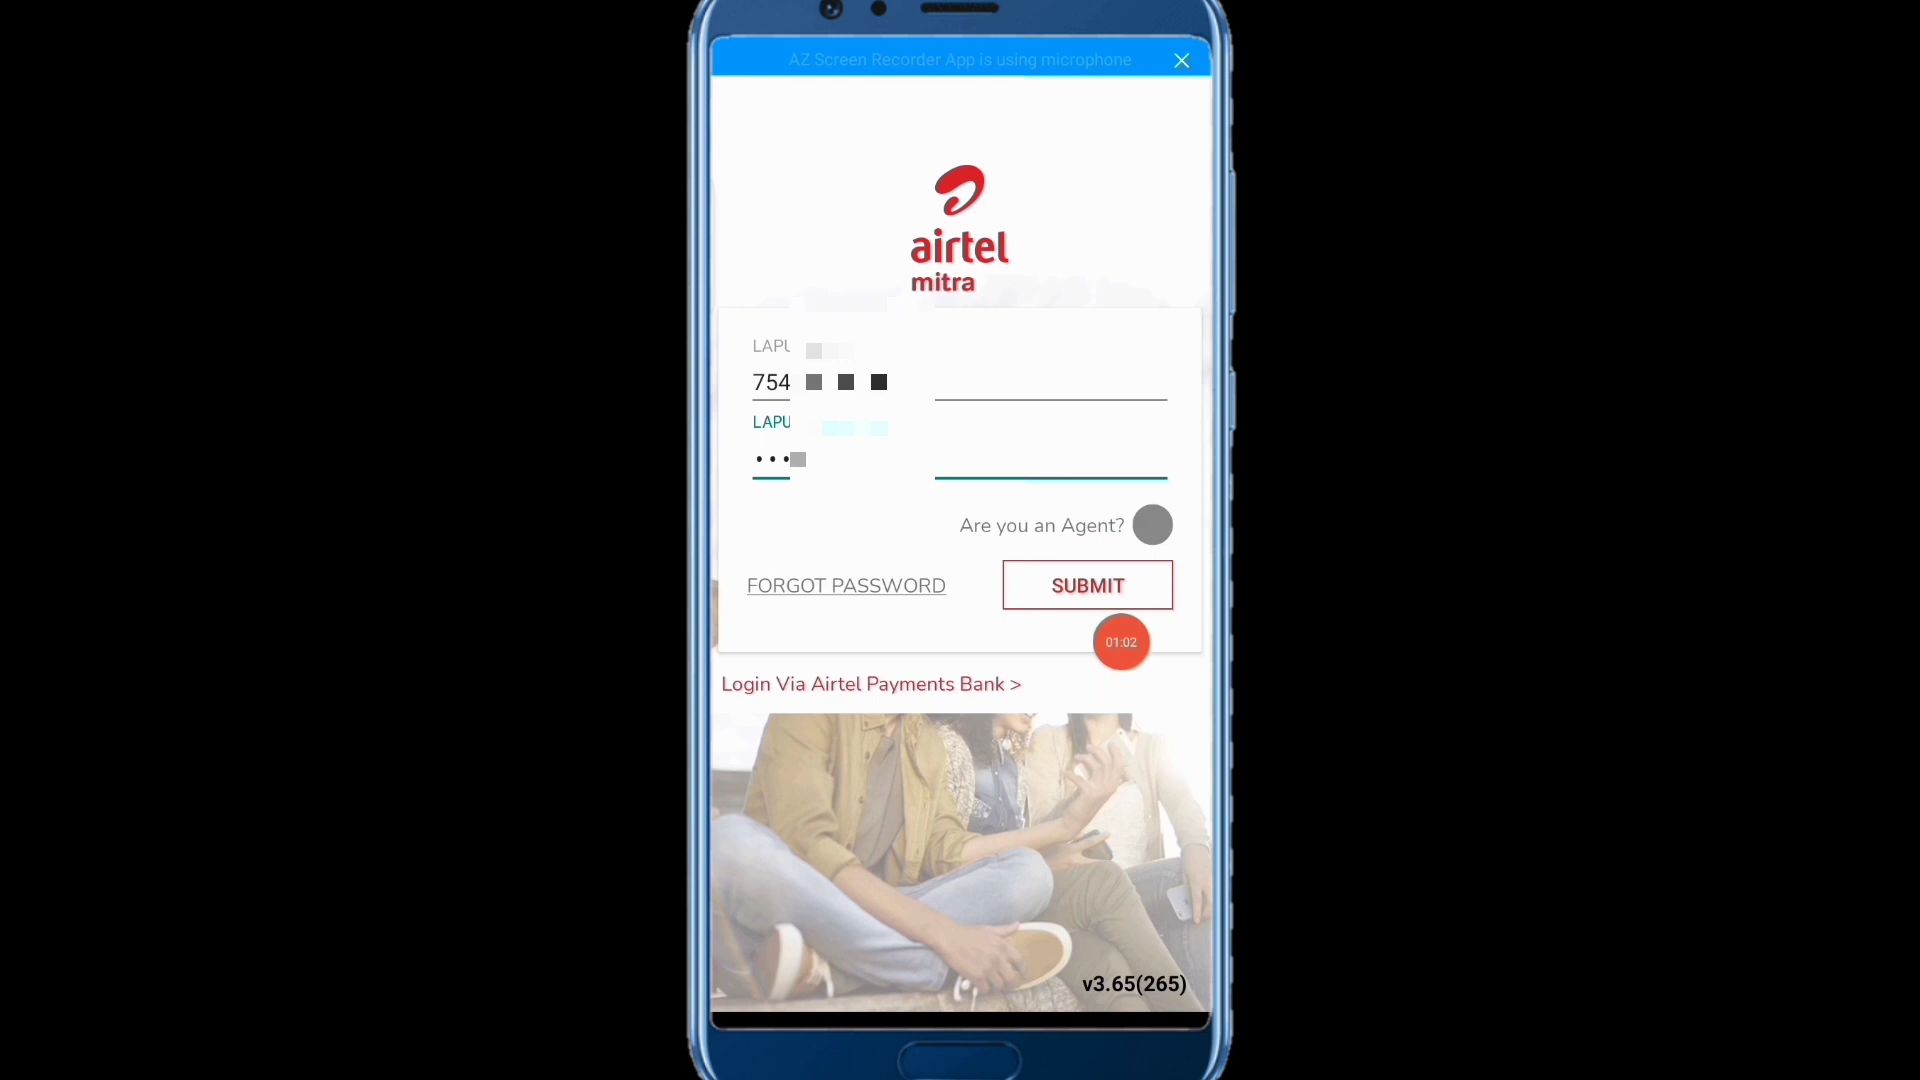 AZ Screen Recorder App is using microphone
airtel
mitra
LAPU
754
LAPU
Are you an Agent?
FORGOT PASSWORD
SUBMIT
01:02
Login Via Airtel Payments Bank >
v3.65(265)